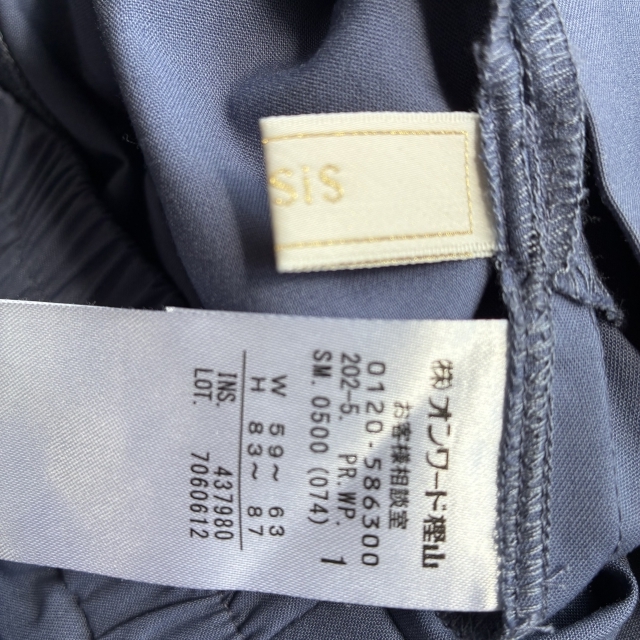 sis
㈱オンワード樫山
お客様相談室
0120-586300
202-5. PR.WP. 1
SM. 0500 (074)
W 59～ 63
H 83～ 87
INS. 437980
LOT. 7060612